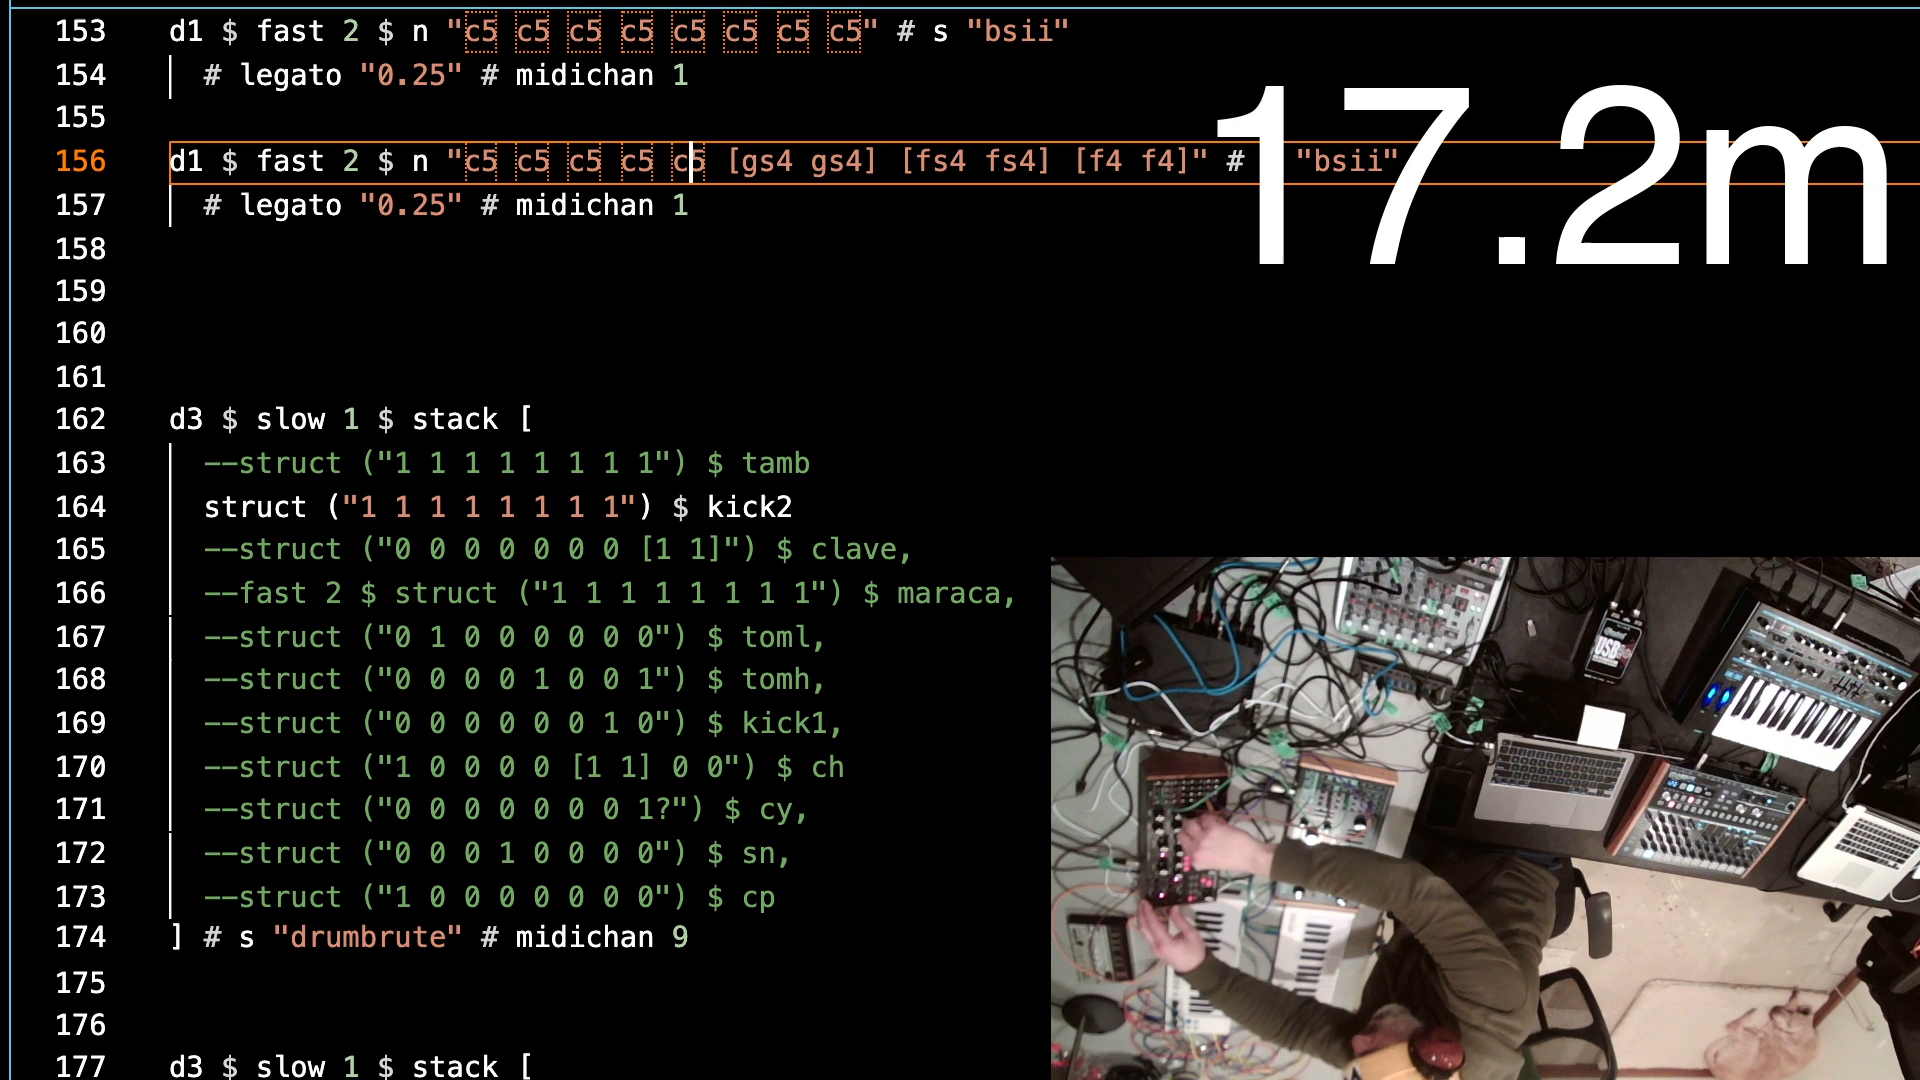 153 d1 $ fast 2 $ n "c5 c5 c5 c5 c5 c5 c5 c5" # s "bsii"
154 # legato "0.25" # midichan 1
155
156 d1 $ fast 2 $ n "c5 c5 c5 c5 c5 [gs4 gs4] [fs4 fs4] [f4 f4]" # "bsii"
17.2m
157 # legato "0.25" # midichan 1
158
159
160
161
162 d3 $ slow 1 $ stack [
163 --struct ("1 1 1 1 1 1 1 1") $ tamb
164 struct ("1 1 1 1 1 1 1 1") $ kick2
165 --struct ("0 0 0 0 0 0 0 [1 1]") $ clave,
166 --fast 2 $ struct ("1 1 1 1 1 1 1 1") $ maraca,
167 --struct ("0 1 0 0 0 0 0 0") $ toml,
168 --struct ("0 0 0 0 1 0 0 1") $ tomh,
169 --struct ("0 0 0 0 0 0 1 0") $ kick1,
170 --struct ("1 0 0 0 0 [1 1] 0 0") $ ch
171 --struct ("0 0 0 0 0 0 0 1?") $ cy,
172 --struct ("0 0 0 1 0 0 0 0") $ sn,
173 --struct ("1 0 0 0 0 0 0 0") $ cp
174 ] # s "drumbrute" # midichan 9
175
176
177 d3 $ slow 1 $ stack [
USB